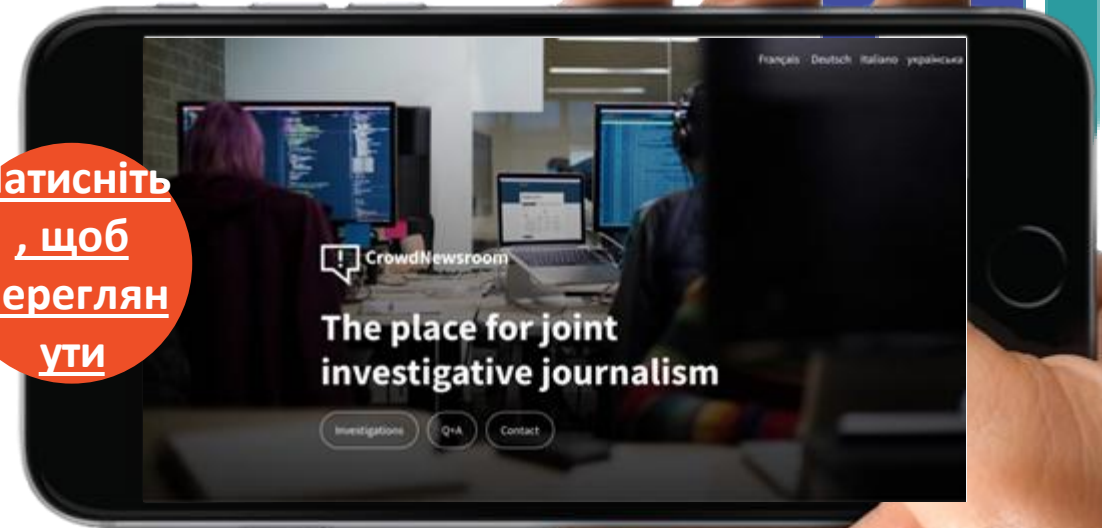 Français Deutsch Italiano українська
атисніть
, щоб
ереглян
ути
CrowdNewsroom
The place for joint
investigative journalism
Investigations Q+A Contact